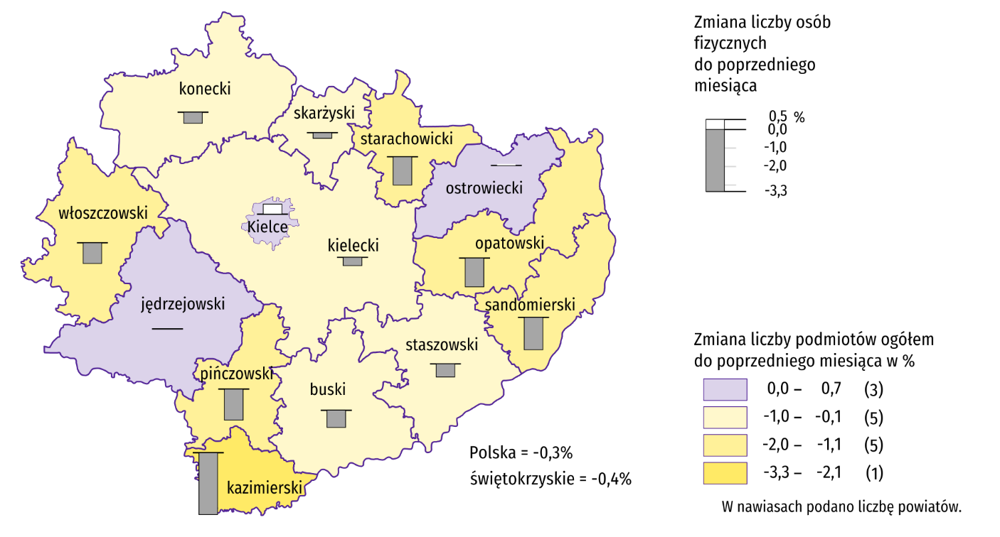 Zmiana liczby osób
fizycznych
do poprzedniego
miesiąca
0,5 %
0,0
-1,0
-2,0
-3,3
konecki
skarżyski
starachowicki
ostrowiecki
włoszczowski
Kielce
kielecki
opatowski
jędrzejowski
sandomierski
staszowski
pińczowski
buski
kazimierski
Polska = -0,3%
świętokrzyskie = -0,4%
Zmiana liczby podmiotów ogółem
do poprzedniego miesiąca w %
0,0 – 0,7 (3)
-1,0 – -0,1 (5)
-2,0 – -1,1 (5)
-3,3 – -2,1 (1)
W nawiasach podano liczbę powiatów.